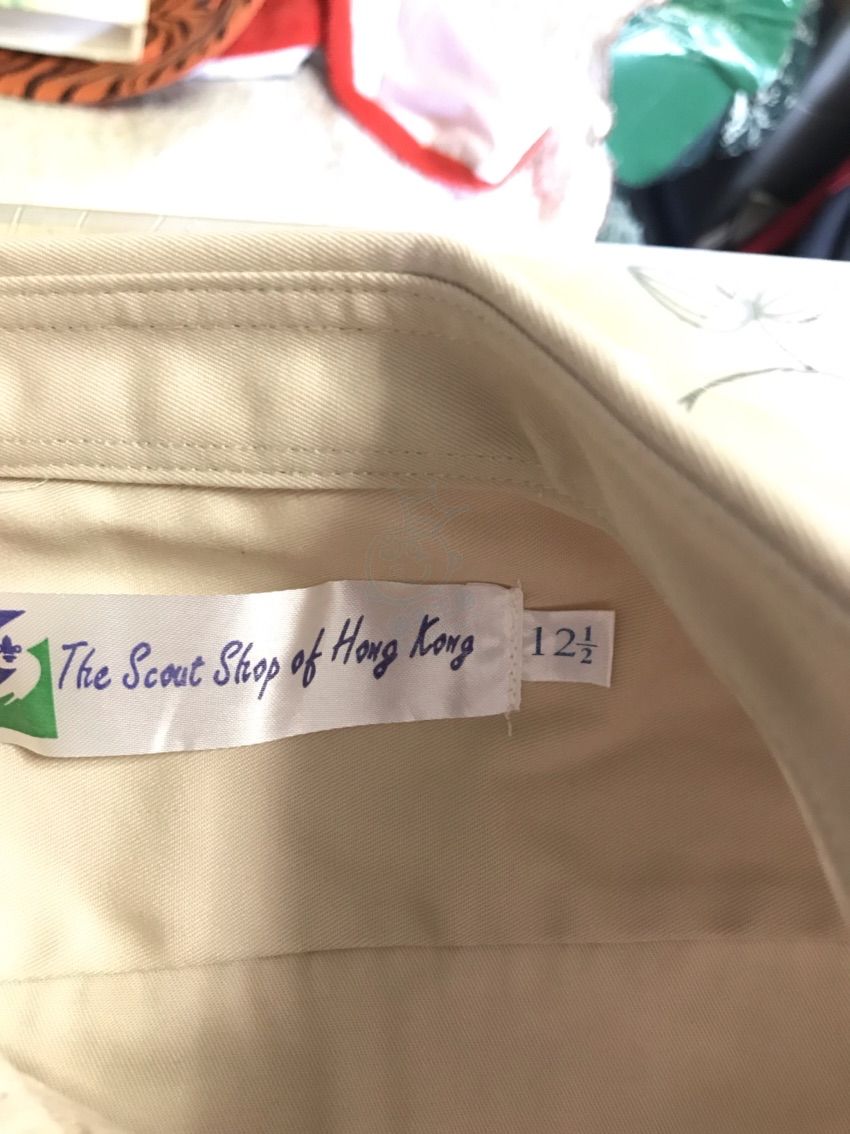 The Scout Shop of Hong Kong
12½